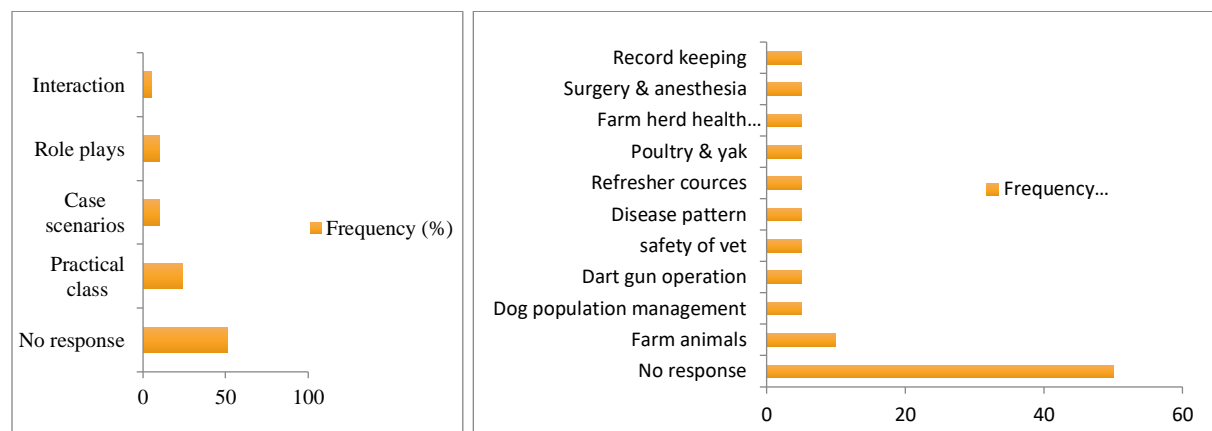 Interaction
Role plays
Case
scenarios
Practical
class
No response
0
50
100
Frequency (%)
Record keeping
Surgery & anesthesia
Farm herd health...
Poultry & yak
Refresher cources
Disease pattern
safety of vet
Dart gun operation
Dog population management
Farm animals
No response
0
20
40
60
Frequency...